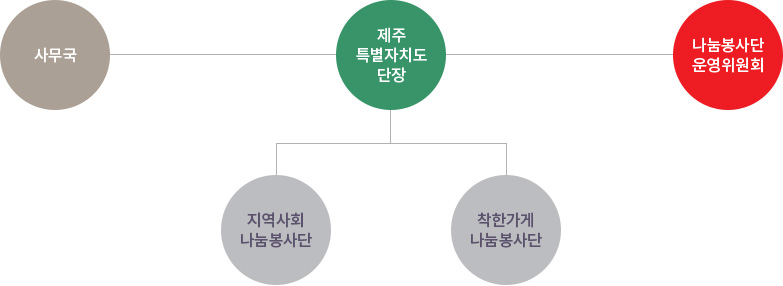 사무국
제주
특별자치도
단장
나눔봉사단
운영위원회
지역사회
나눔봉사단
착한가게
나눔봉사단